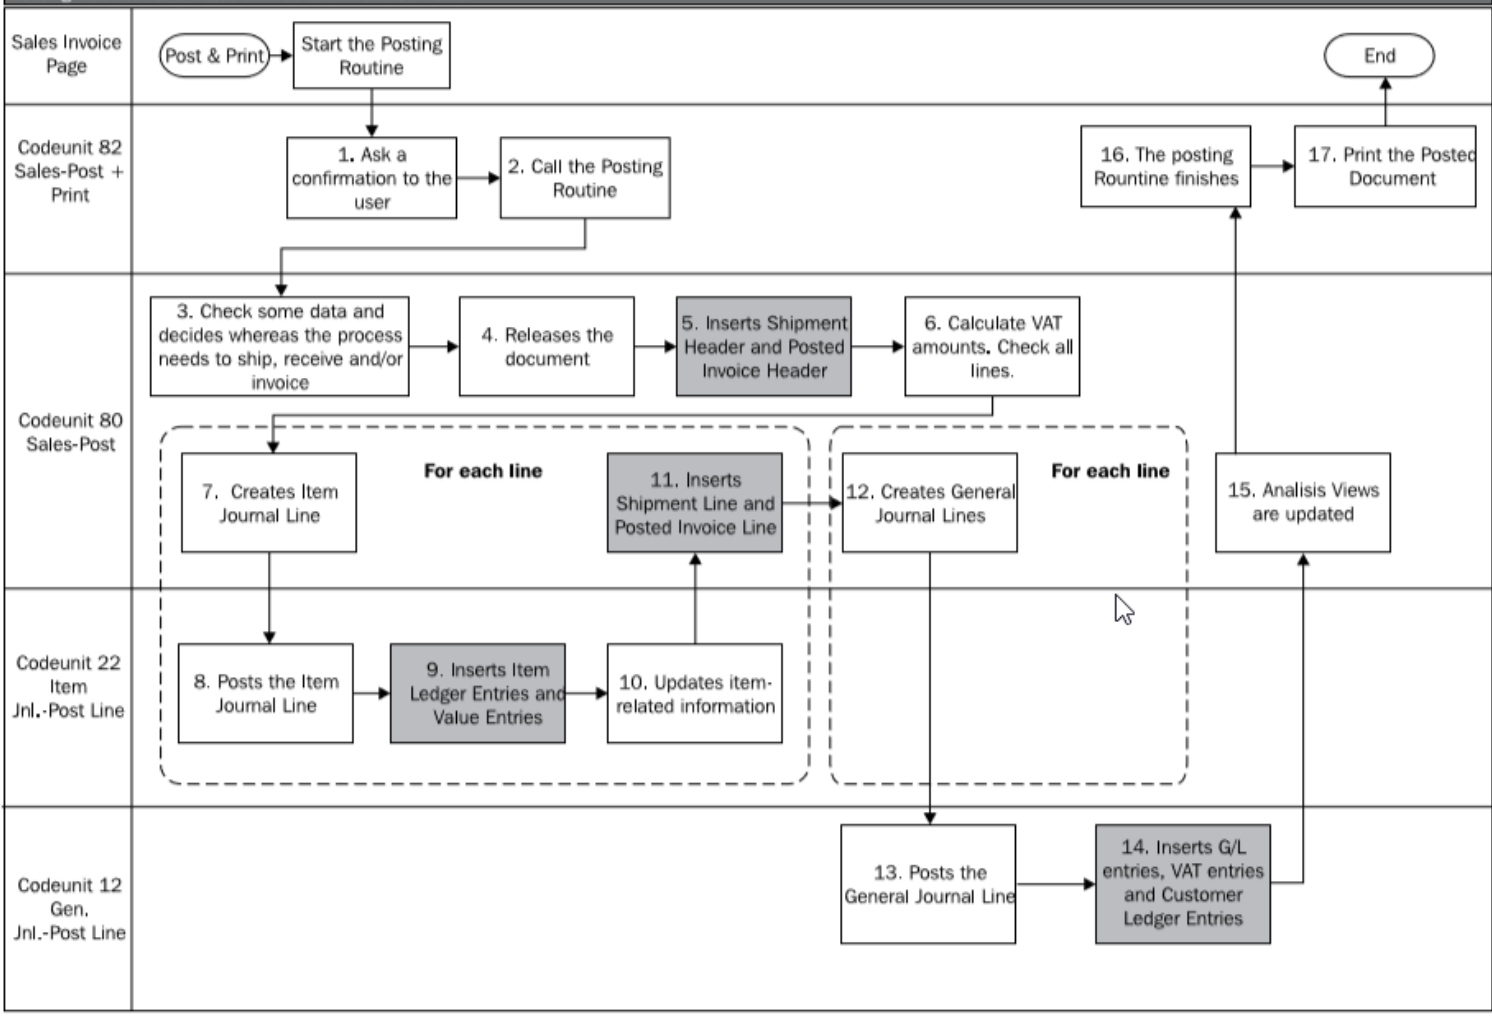 Sales Invoice
Page
Post & Print
Start the Posting
Routine
End
Codeunit 82
Sales-Post +
Print
1. Ask a
confirmation to the
user
2. Call the Posting
Routine
16. The posting
Rountine finishes
17. Print the Posted
Document
Codeunit 80
Sales-Post
3. Check some data and
decides whereas the process
needs to ship, receive and/or
invoice
4. Releases the
document
5. Inserts Shipment
Header and Posted
Invoice Header
6. Calculate VAT
amounts. Check all
lines.
For each line
7. Creates Item
Journal Line
11. Inserts
Shipment Line and
Posted Invoice Line
For each line
12. Creates General
Journal Lines
15. Analisis Views
are updated
Codeunit 22
Item
Jnl.-Post Line
8. Posts the Item
Journal Line
9. Inserts Item
Ledger Entries and
Value Entries
10. Updates item-
related information
Codeunit 12
Gen.
Jnl.-Post Line
13. Posts the
General Journal Line
14. Inserts G/L
entries, VAT entries
and Customer
Ledger Entries